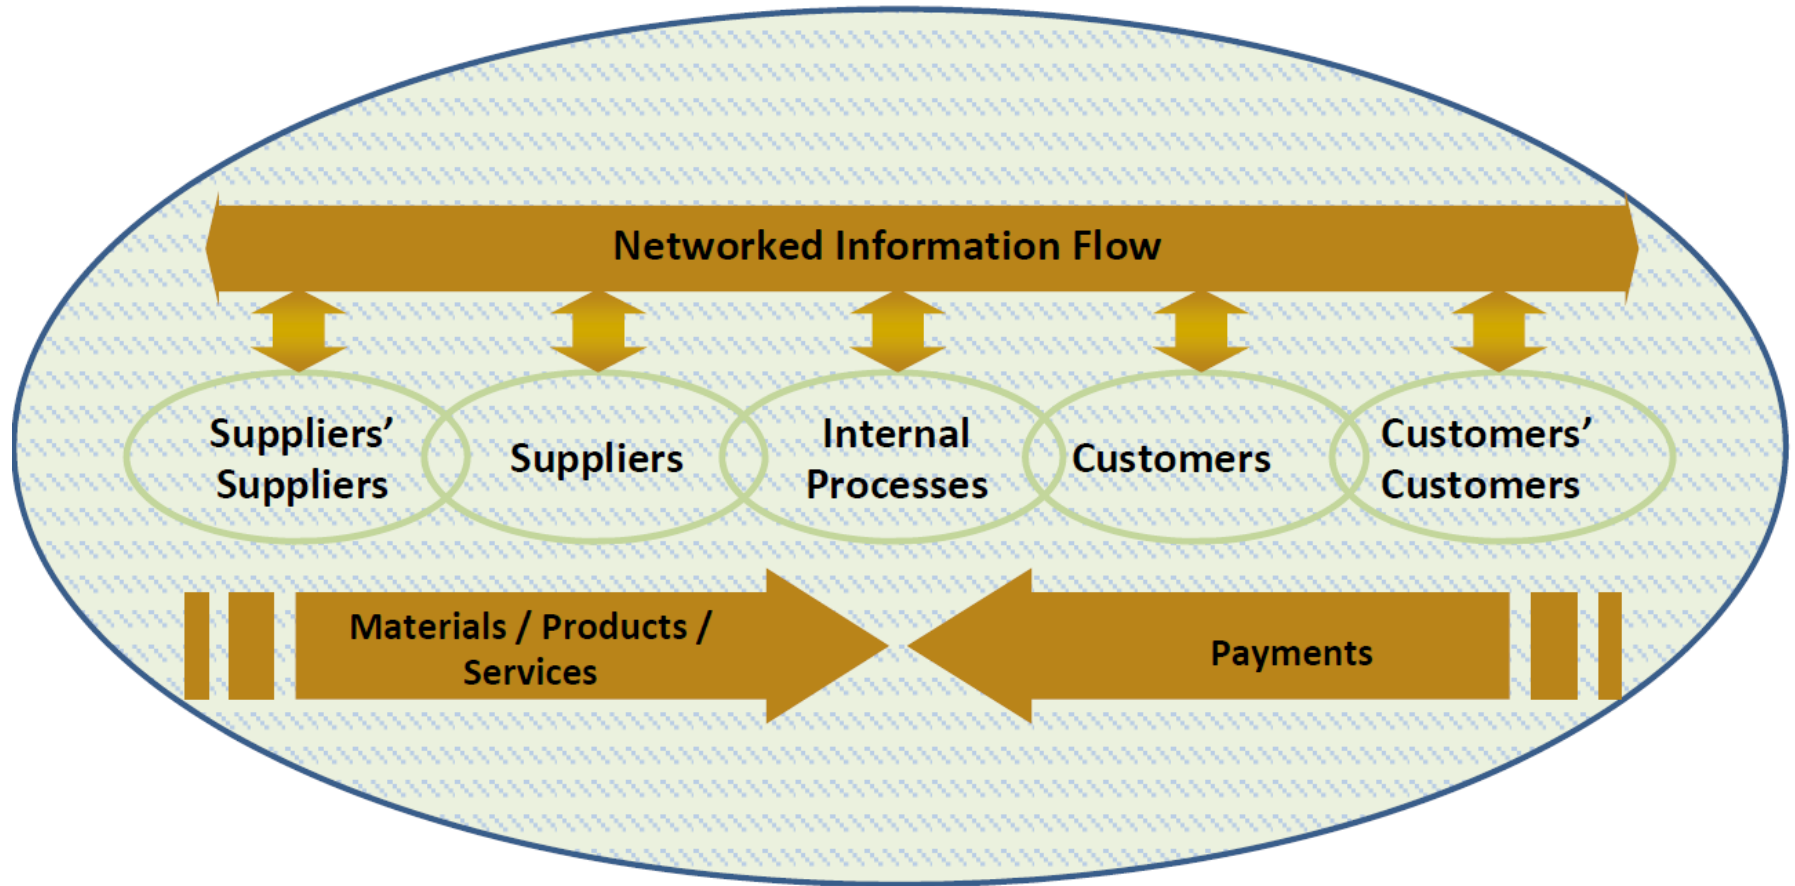 Networked Information Flow
Suppliers’
Suppliers
Suppliers
Internal
Processes
Customers
Customers’
Customers
Materials / Products /
Services
Payments